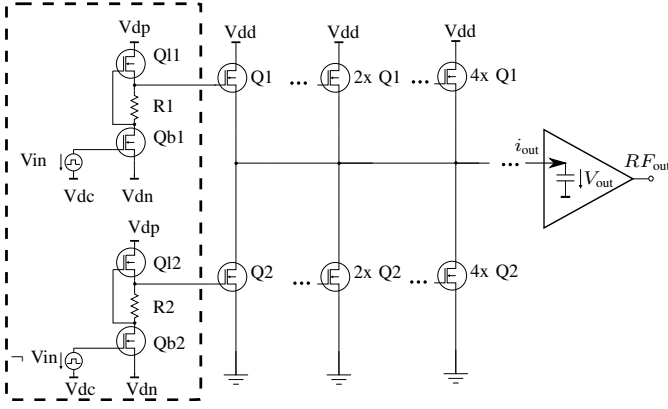 Vdp
Ql1
R1
Qb1
Vin
Vdc
Vdn
Vdd
Vdd
Vdd
Q1
...
2x Q1
...
4x Q1
i_out
...
V_out
RF_out
Vdp
Ql2
R2
Qb2
¬ Vin
Vdc
Vdn
Q2
...
2x Q2
...
4x Q2